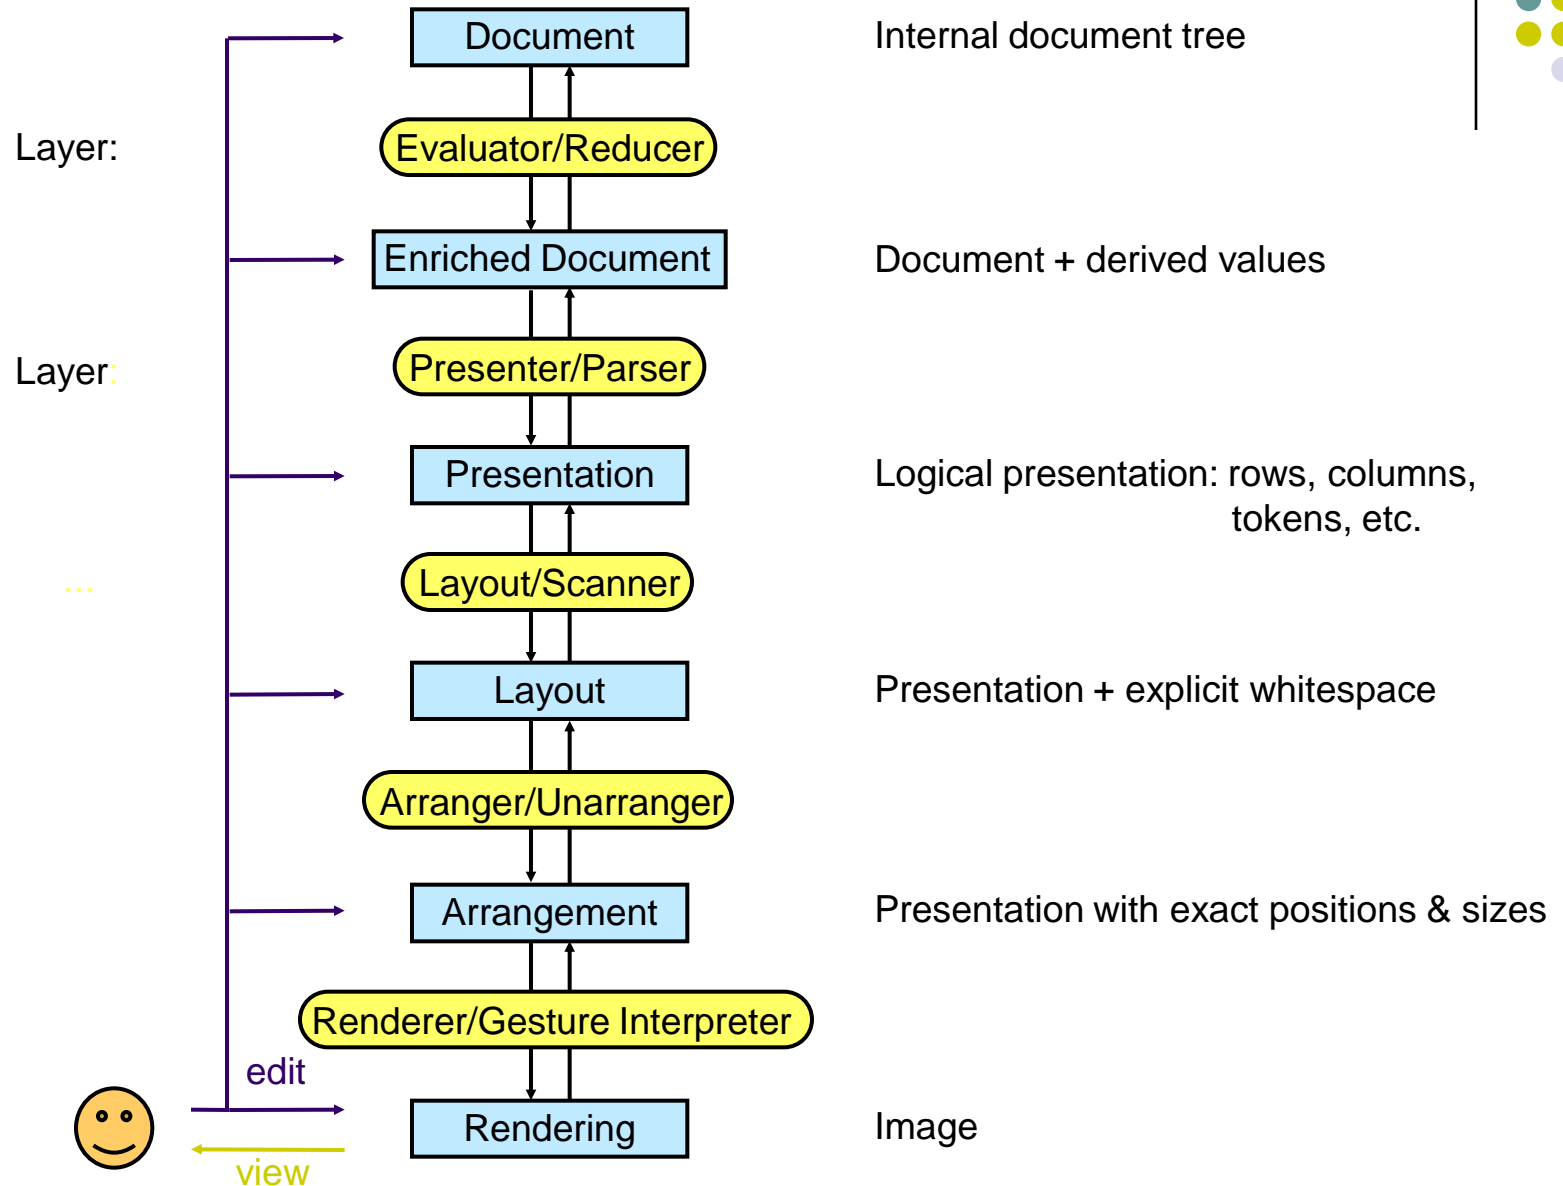 Document
Internal document tree
Layer:
Evaluator/Reducer
Enriched Document
Document + derived values
Layer:
Presenter/Parser
Presentation
Logical presentation: rows, columns,
tokens, etc.
...
Layout/Scanner
Layout
Presentation + explicit whitespace
Arranger/Unarranger
Arrangement
Presentation with exact positions & sizes
Renderer/Gesture Interpreter
edit
Rendering
Image
view